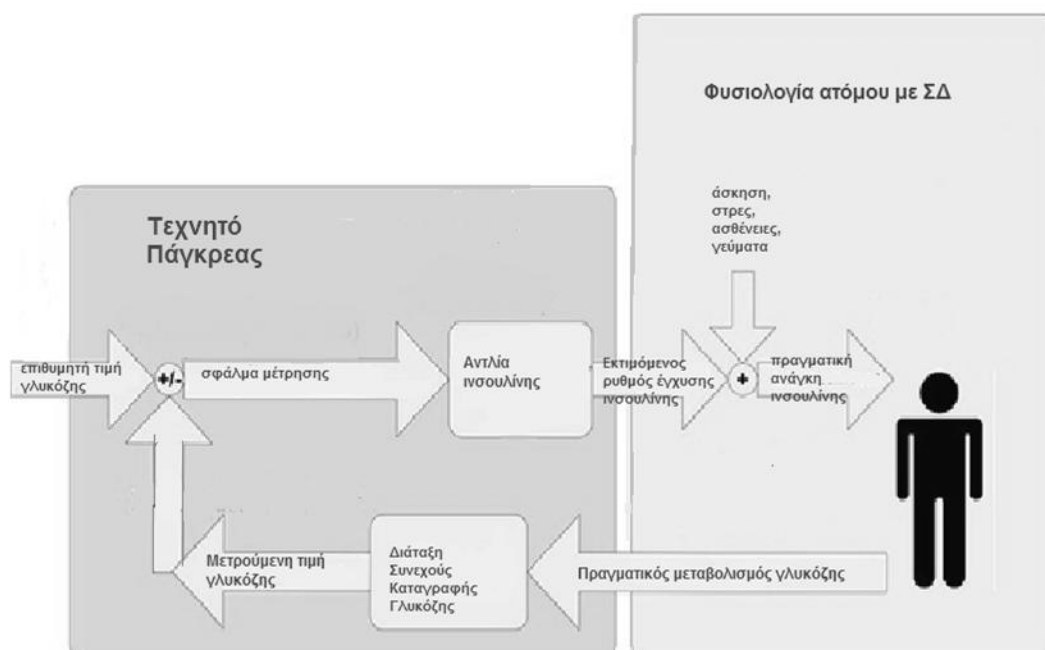 Φυσιολογία ατόμου με ΣΔ
άσκηση,
στρες,
ασθένειες,
γεύματα
Τεχνητό
Πάγκρεας
επιθυμητή τιμή
γλυκόζης
+/-
σφάλμα μέτρησης
Αντλία
ινσουλίνης
Εκτιμόμενος
ρυθμός έγχυσης
ινσουλίνης
+
πραγματική
ανάγκη
ινσουλίνης
Μετρούμενη τιμή
γλυκόζης
Διάταξη
Συνεχούς
Καταγραφής
Γλυκόζης
Πραγματικός μεταβολισμός γλυκόζης